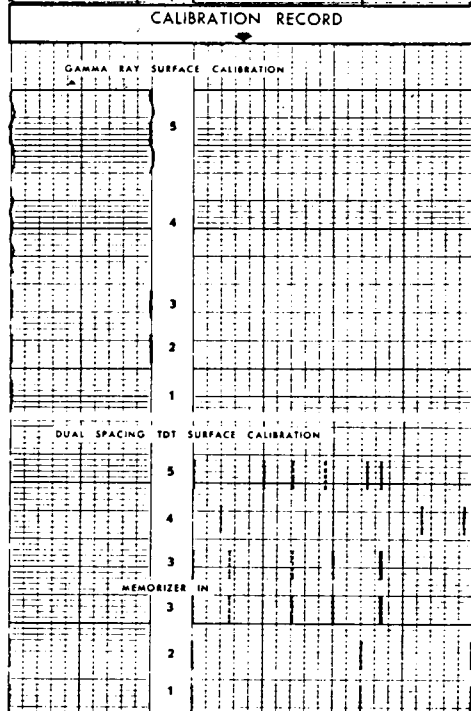 CALIBRATION RECORD
GAMMA RAY SURFACE CALIBRATION
5
4
3
2
1
DUAL SPACING TDT SURFACE CALIBRATION
5
4
3
MEMORIZER IN
3
2
1